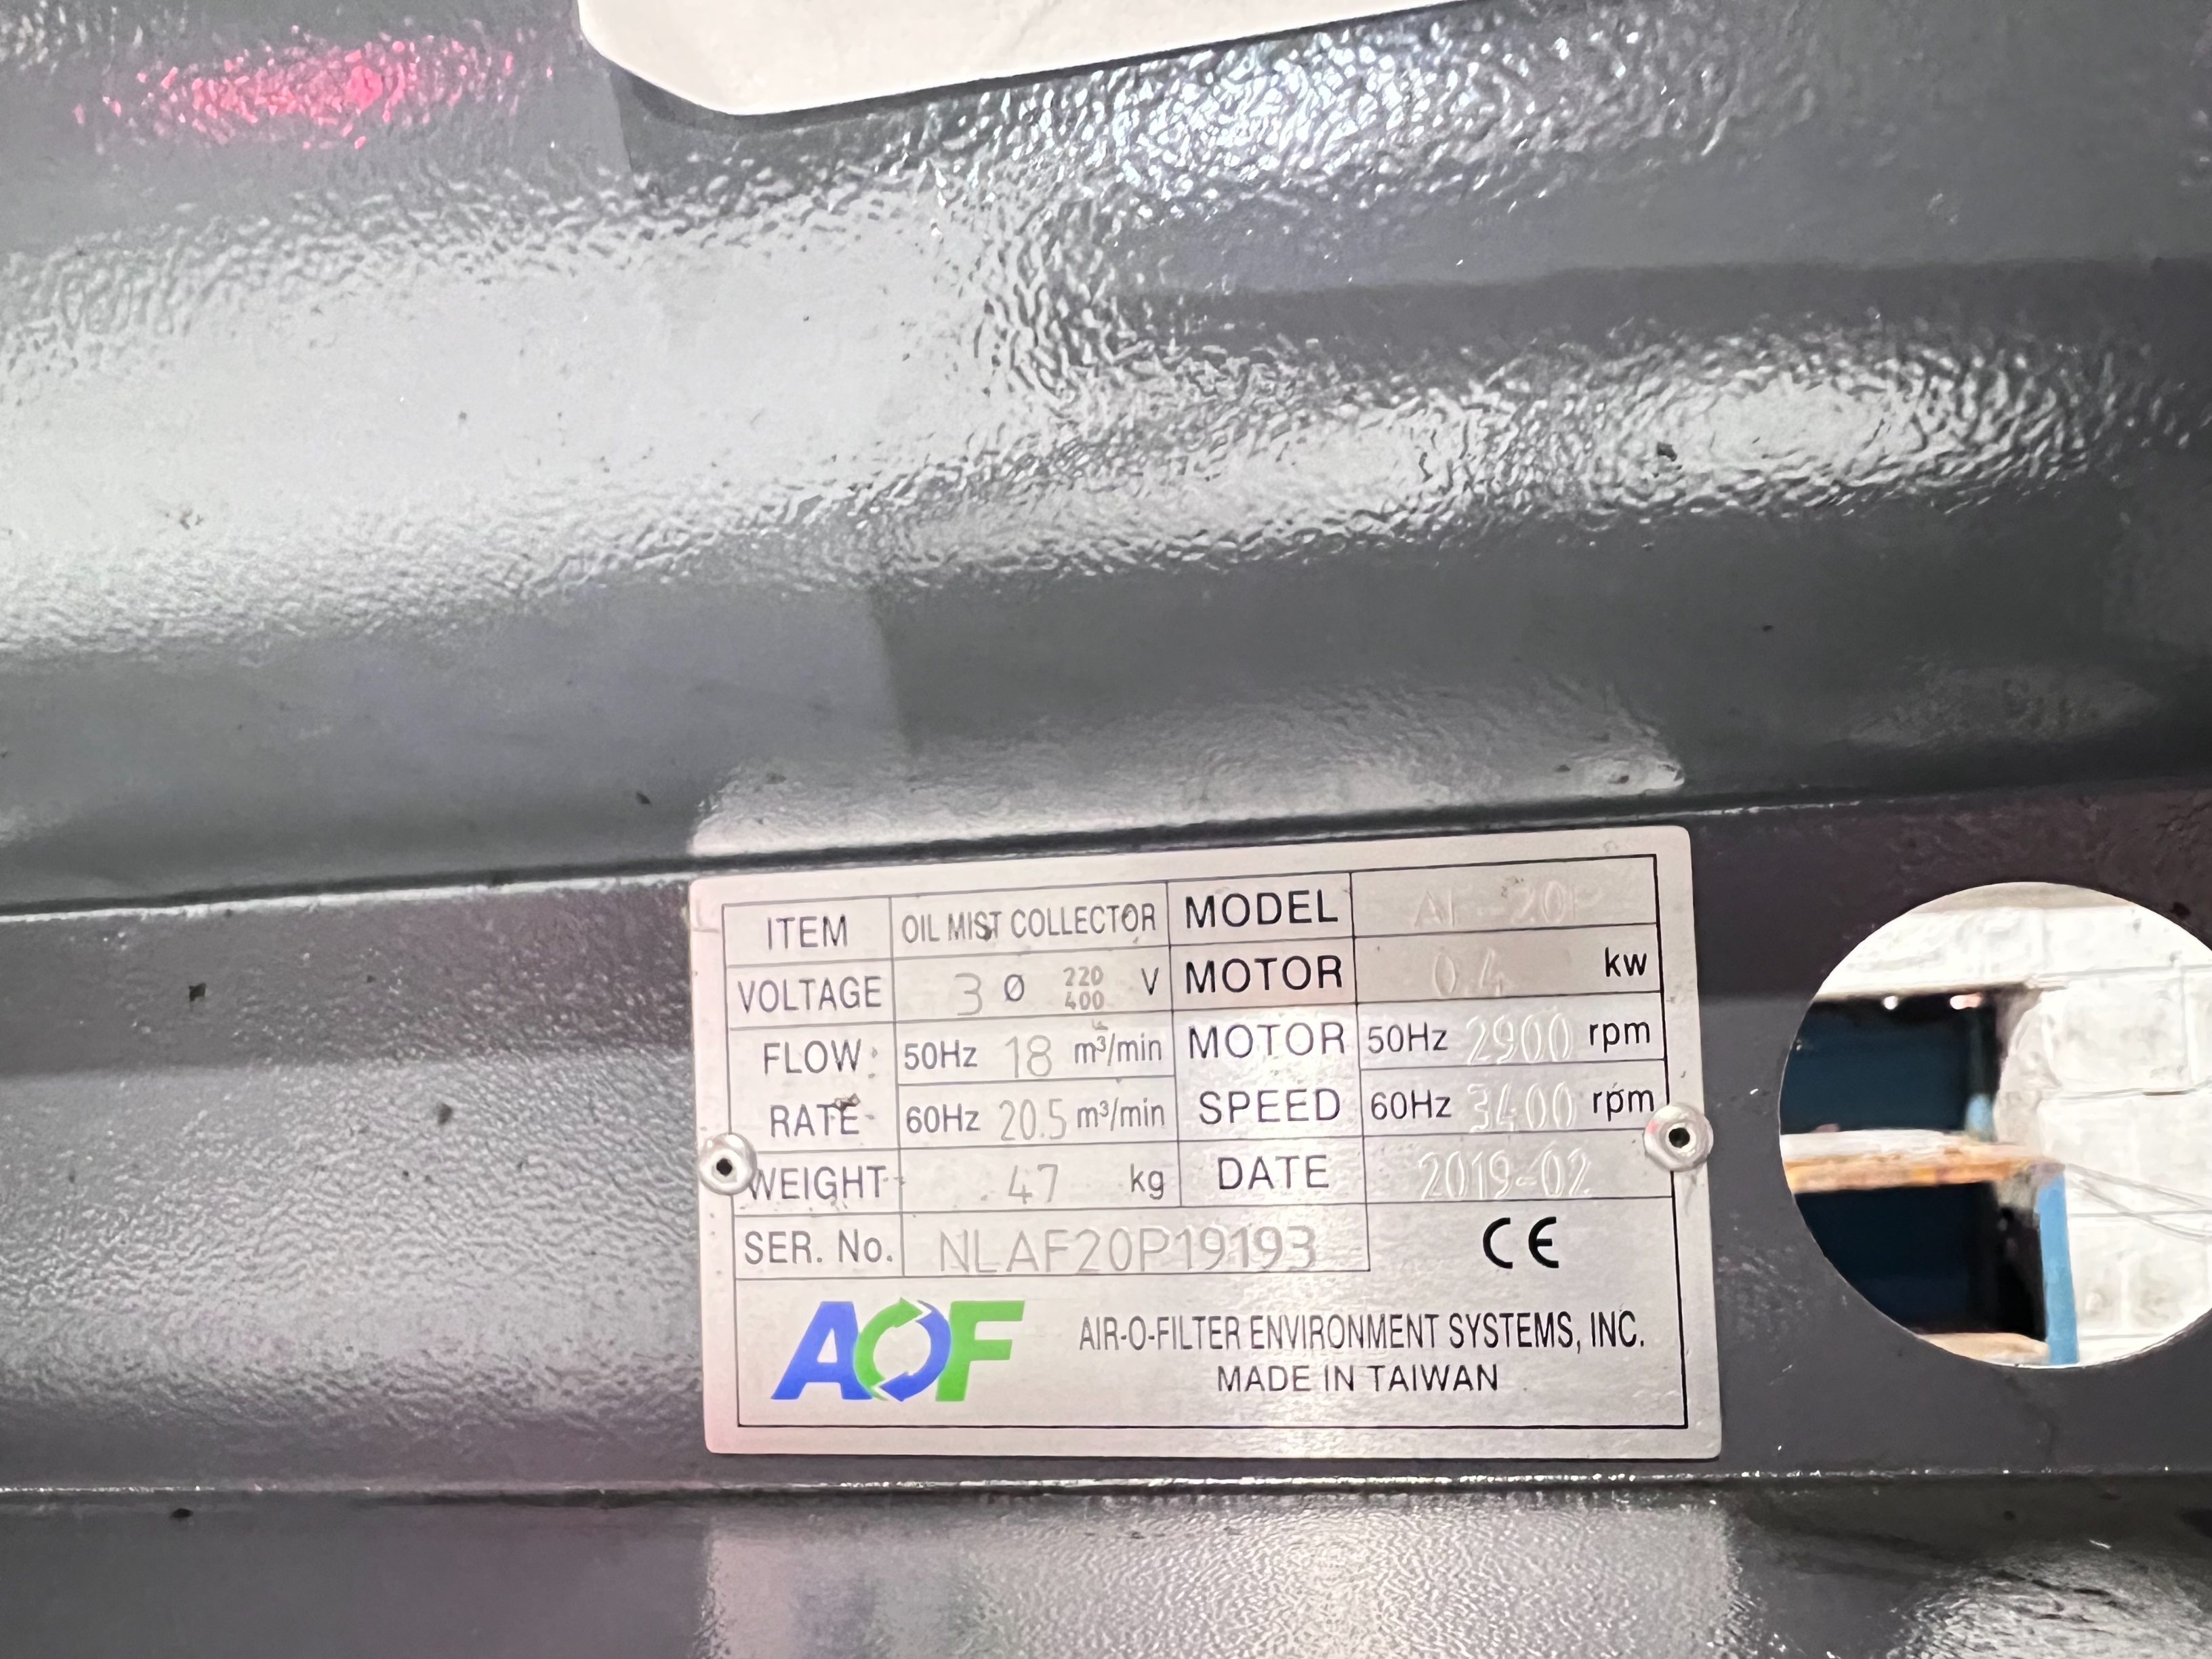 ITEM OIL MIST COLLECTOR MODEL AF-20P
VOLTAGE 3 Ø 220 400 V MOTOR 0.4 kw
FLOW RATE 50Hz 18 m³/min MOTOR SPEED 50Hz 2900 rpm
60Hz 20.5 m³/min 60Hz 3400 rpm
WEIGHT 47 kg DATE 2019-02
SER. No. NLAF20P19193 CE
AOF AIR-O-FILTER ENVIRONMENT SYSTEMS, INC.
MADE IN TAIWAN